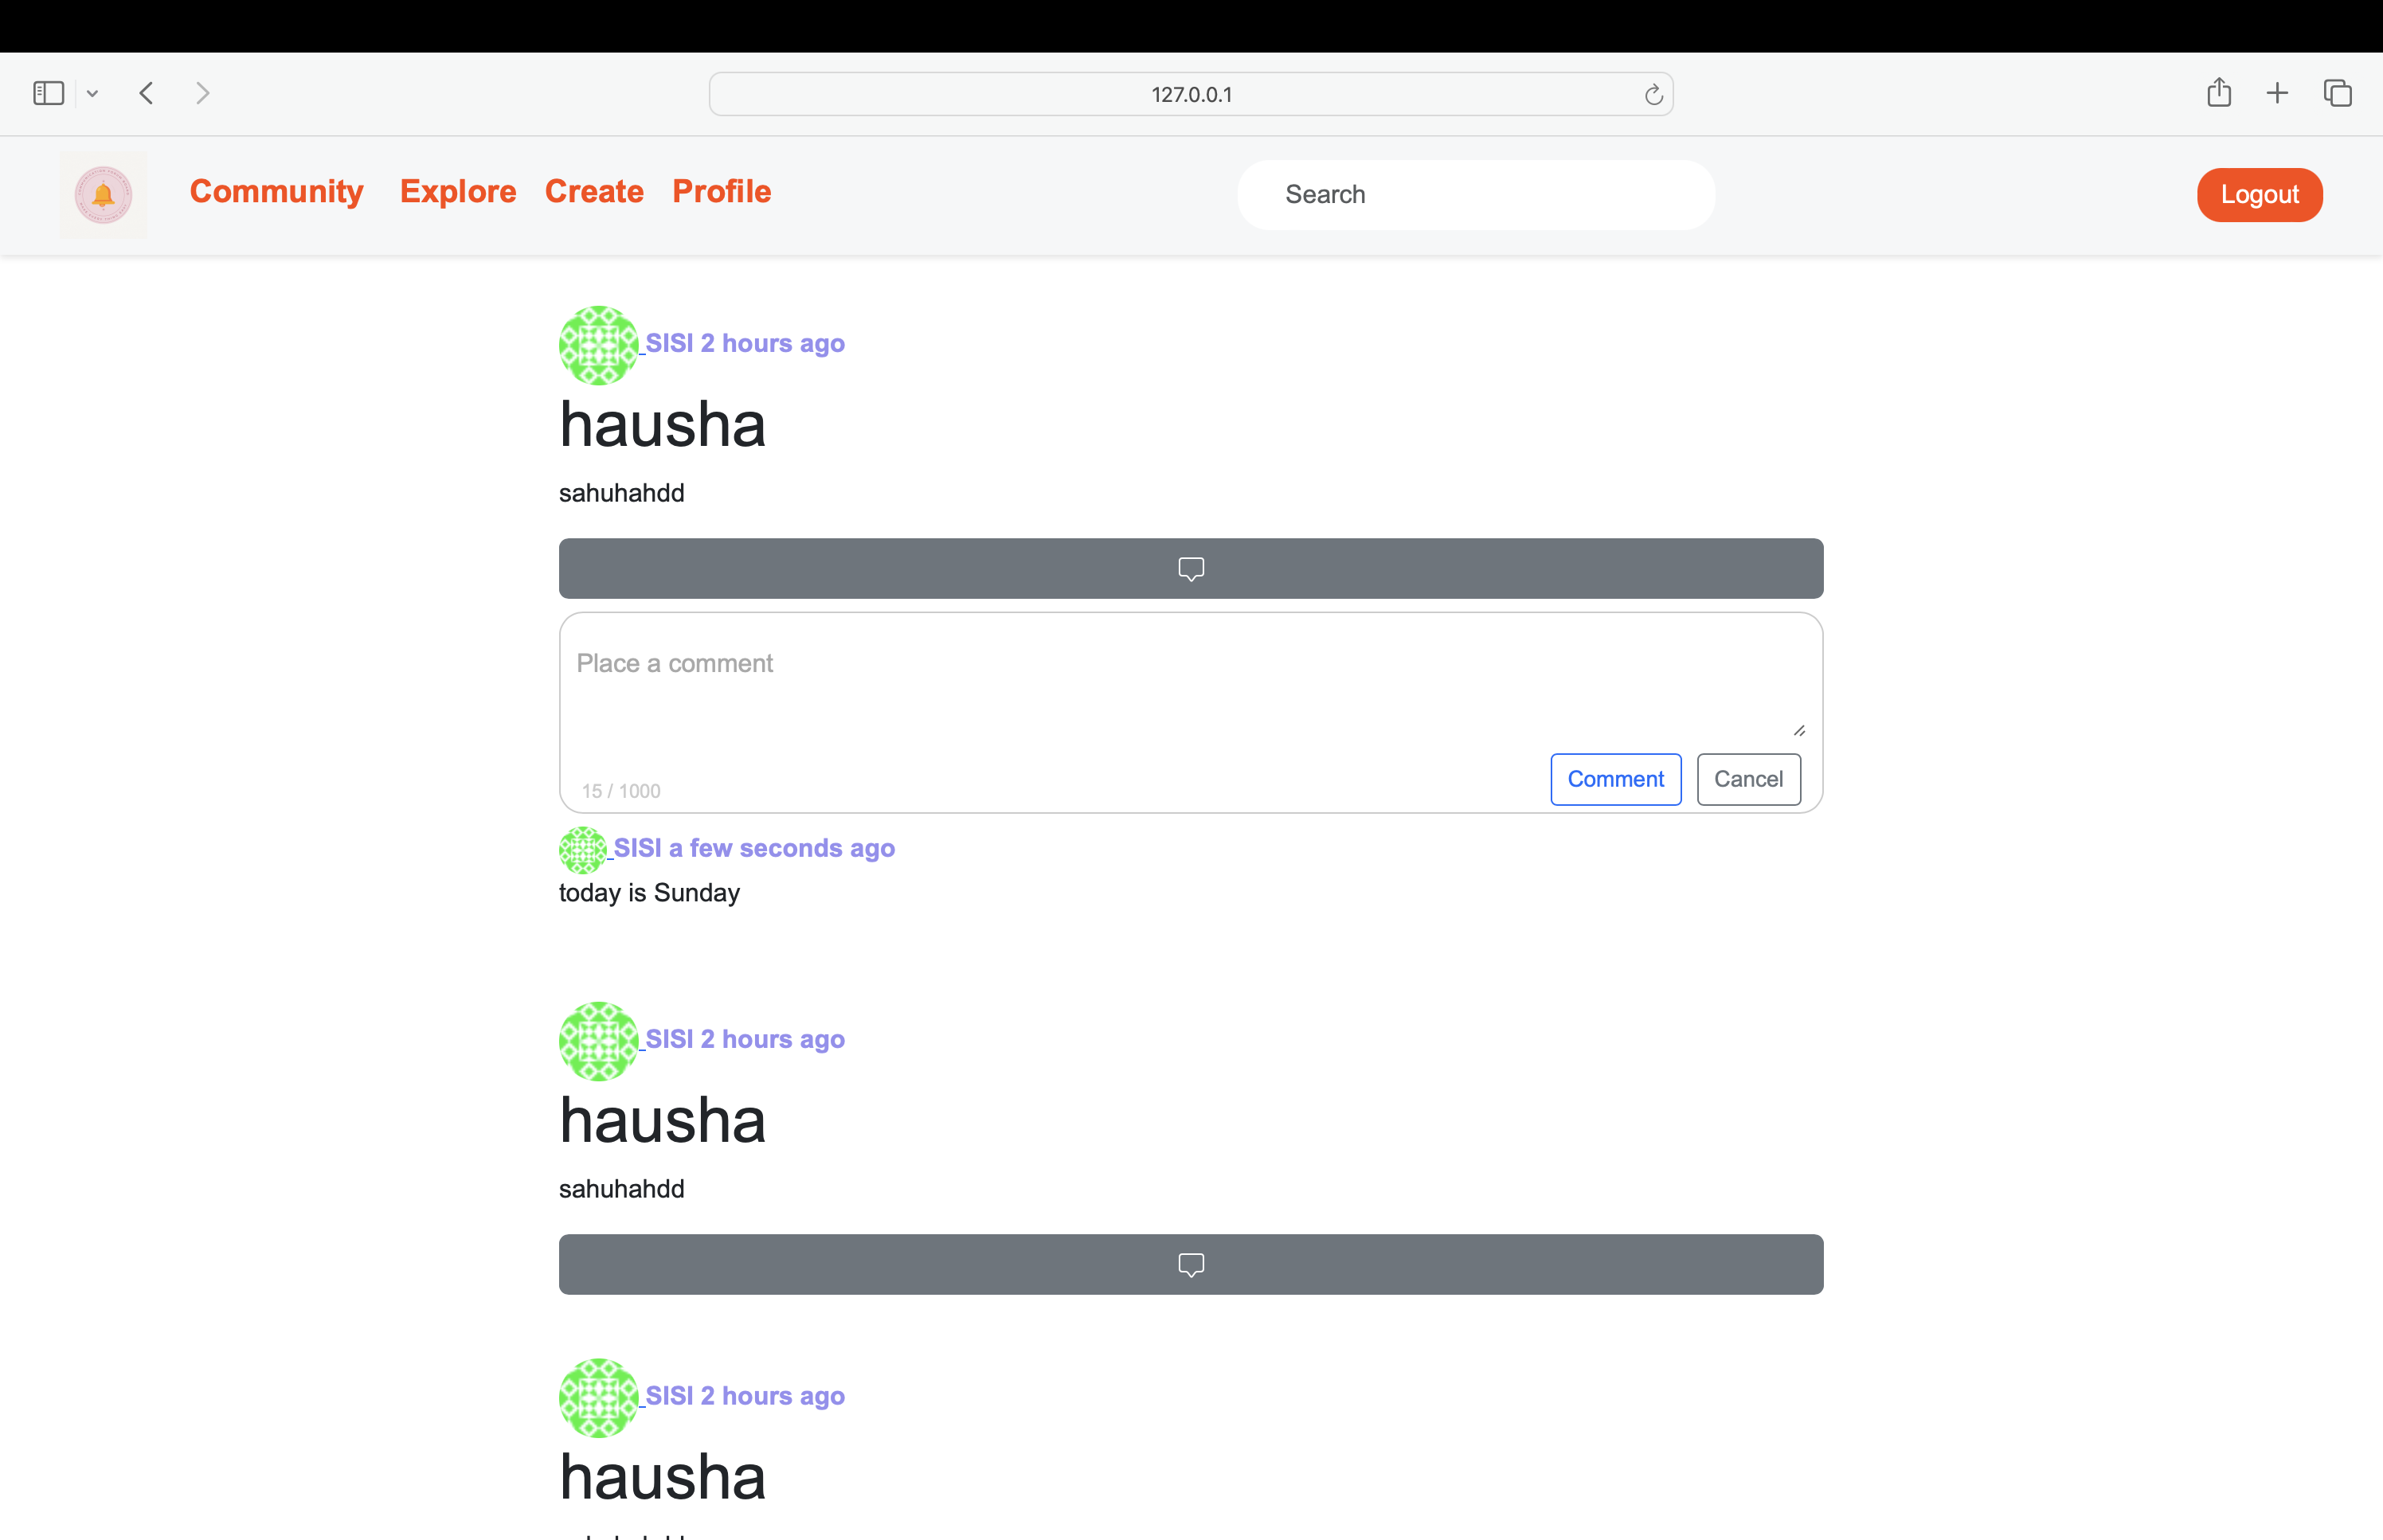 127.0.0.1
Community Explore Create Profile Search Logout
SISI 2 hours ago
hausha
sahuhahdd
Place a comment
15 / 1000 Comment Cancel
SISI a few seconds ago
today is Sunday
SISI 2 hours ago
hausha
sahuhahdd
SISI 2 hours ago
hausha